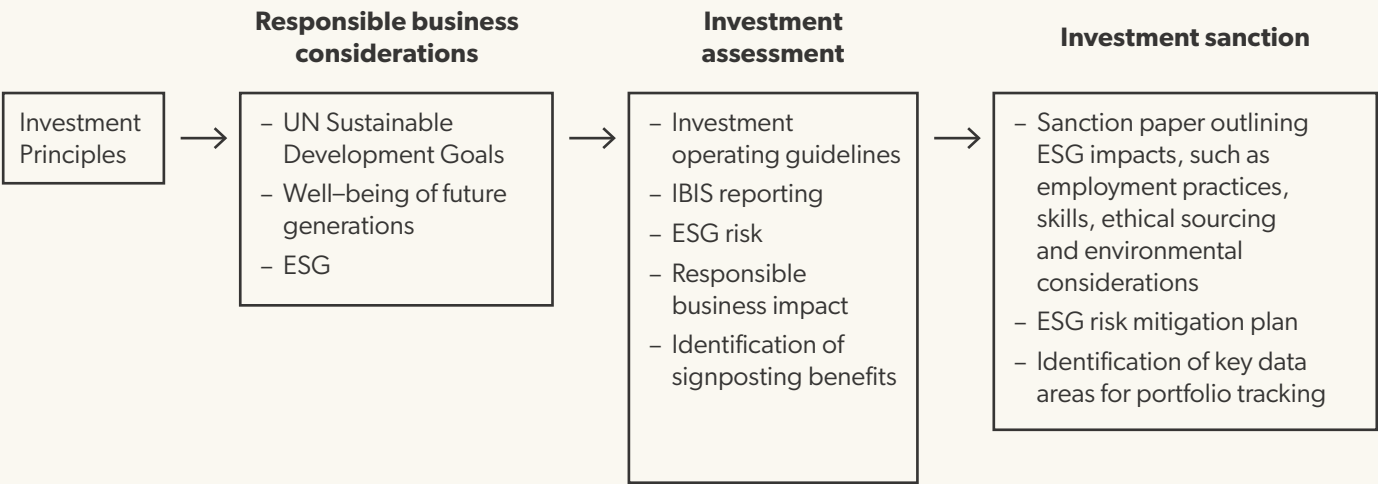 Responsible business
considerations
Investment
assessment
Investment sanction
Investment
Principles
– UN Sustainable
Development Goals
– Well–being of future
generations
– ESG
– Investment
operating guidelines
– IBIS reporting
– ESG risk
– Responsible
business impact
– Identification of
signposting benefits
– Sanction paper outlining
ESG impacts, such as
employment practices,
skills, ethical sourcing
and environmental
considerations
– ESG risk mitigation plan
– Identification of key data
areas for portfolio tracking